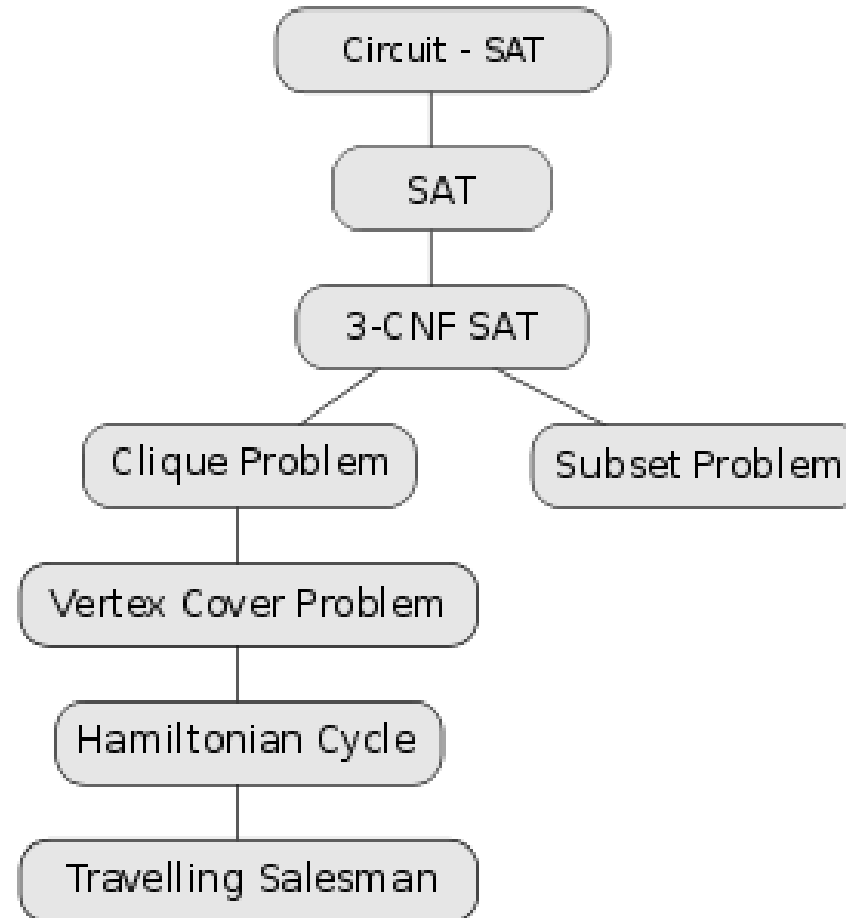 Circuit - SAT
SAT
3-CNF SAT
Clique Problem
Subset Problem
Vertex Cover Problem
Hamiltonian Cycle
Travelling Salesman